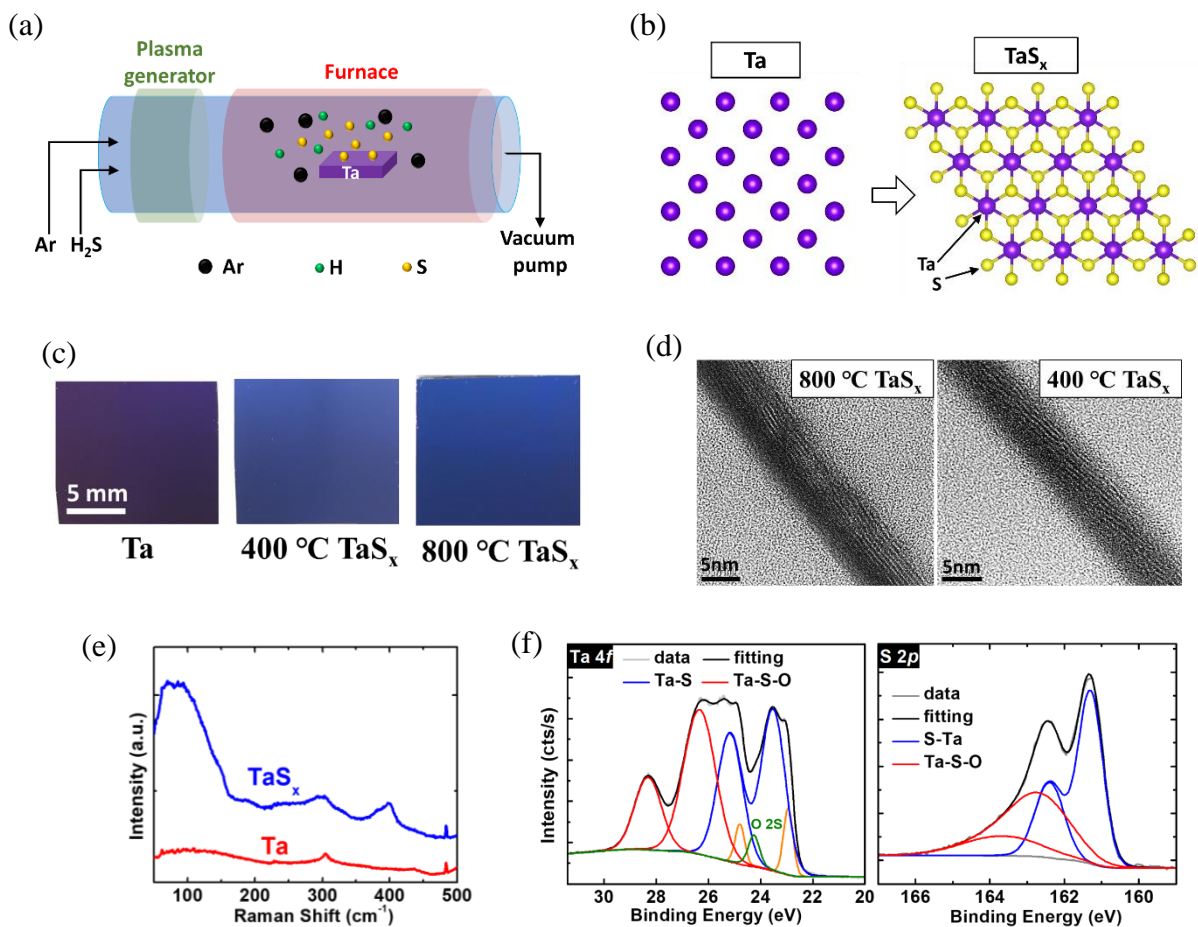 (a)
Plasma
generator
Furnace
Ta
Ar H₂S
Vacuum
pump
Ar H S
(b)
Ta
TaSₓ
Ta
S
(c)
5 mm
Ta
400 °C TaSₓ
800 °C TaSₓ
(d)
800 °C TaSₓ
400 °C TaSₓ
5nm
5nm
(e)
Intensity (a.u.)
TaSₓ
Ta
100 200 300 400 500
Raman Shift (cm⁻¹)
(f)
Ta 4f
data fitting
Ta-S Ta-S-O
O 2S
Intensity (cts/s)
30 28 26 24 22 20
Binding Energy (eV)
S 2p
data
fitting
S-Ta
Ta-S-O
166 164 162 160
Binding Energy (eV)